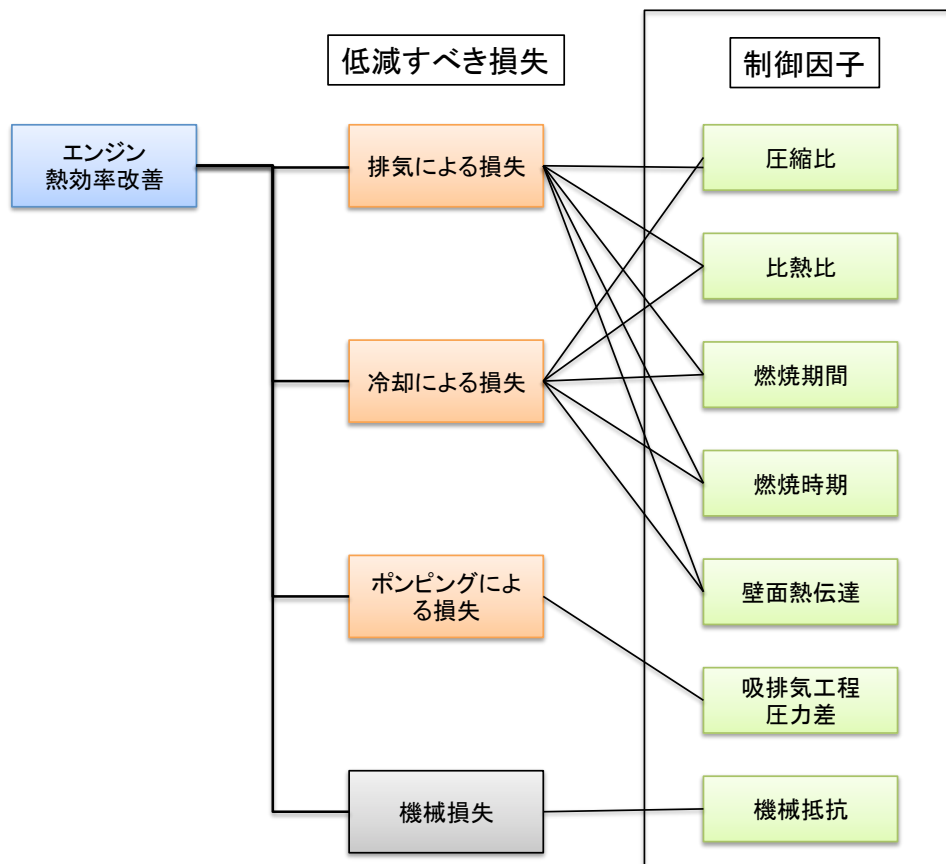 低減すべき損失
制御因子
エンジン
熱効率改善
排気による損失
冷却による損失
ポンピングによ
る損失
機械損失
圧縮比
比熱比
燃焼期間
燃焼時期
壁面熱伝達
吸排気工程
圧力差
機械抵抗